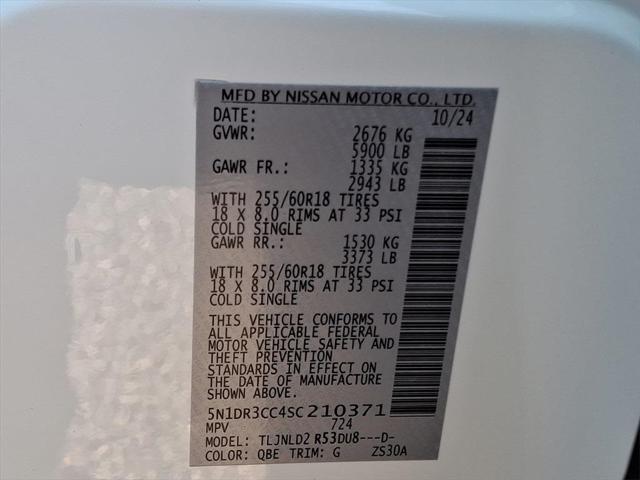 MFD BY NISSAN MOTOR CO., LTD.
DATE: 10/24
GVWR: 2676 KG
5900 LB
GAWR FR.: 1335 KG
2943 LB
WITH 255/60R18 TIRES
18 X 8.0 RIMS AT 33 PSI
COLD SINGLE
GAWR RR.: 1530 KG
3373 LB
WITH 255/60R18 TIRES
18 X 8.0 RIMS AT 33 PSI
COLD SINGLE
THIS VEHICLE CONFORMS TO
ALL APPLICABLE FEDERAL
MOTOR VEHICLE SAFETY AND
THEFT PREVENTION
STANDARDS IN EFFECT ON
THE DATE OF MANUFACTURE
SHOWN ABOVE.
5N1DR3CC4SC210371
MPV 724
MODEL: TLJNLD2 R53DU8---D-
COLOR: QBE TRIM: G ZS30A